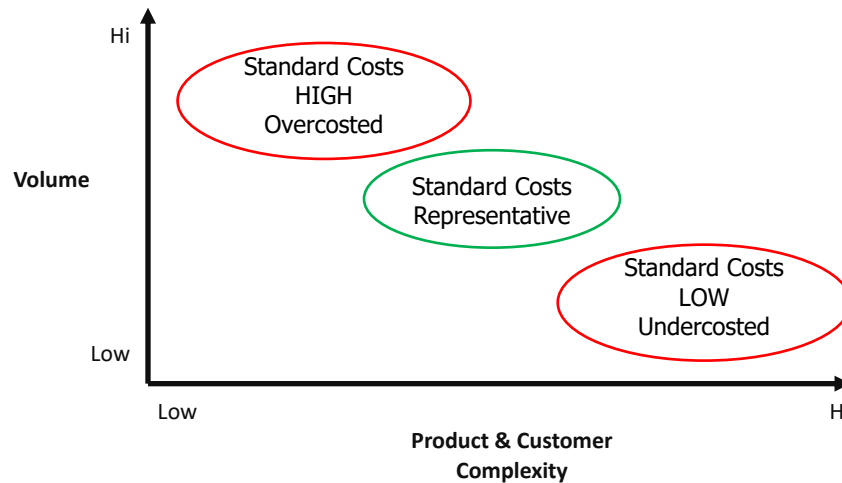 Hi
Standard Costs
HIGH
Overcosted
Volume
Standard Costs
Representative
Standard Costs
LOW
Undercosted
Low
Low
H
Product & Customer
Complexity